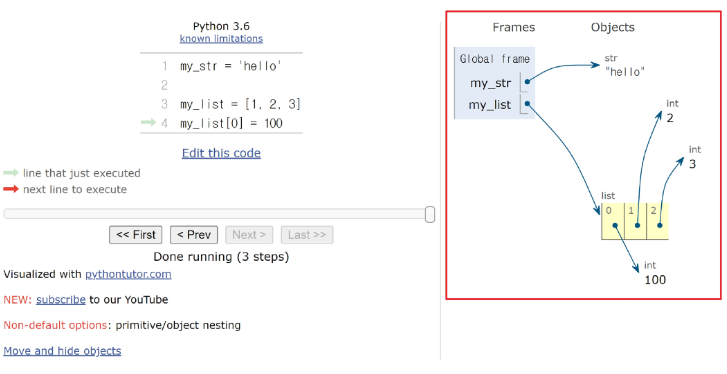 Python 3.6
known limitations
1 my_str = 'hello'
2
3 my_list = [1, 2, 3]
4 my_list[0] = 100
Edit this code
line that just executed
next line to execute
<< First
< Prev
Next >
Last >>
Done running (3 steps)
Visualized with pythontutor.com
NEW: subscribe to our YouTube
Non-default options: primitive/object nesting
Move and hide objects
Frames
Objects
Global frame
my_str
my_list
str
"hello"
int
2
int
3
list
0 1 2
int
100